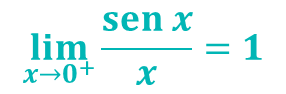 lim x→0⁺ sen x / x = 1